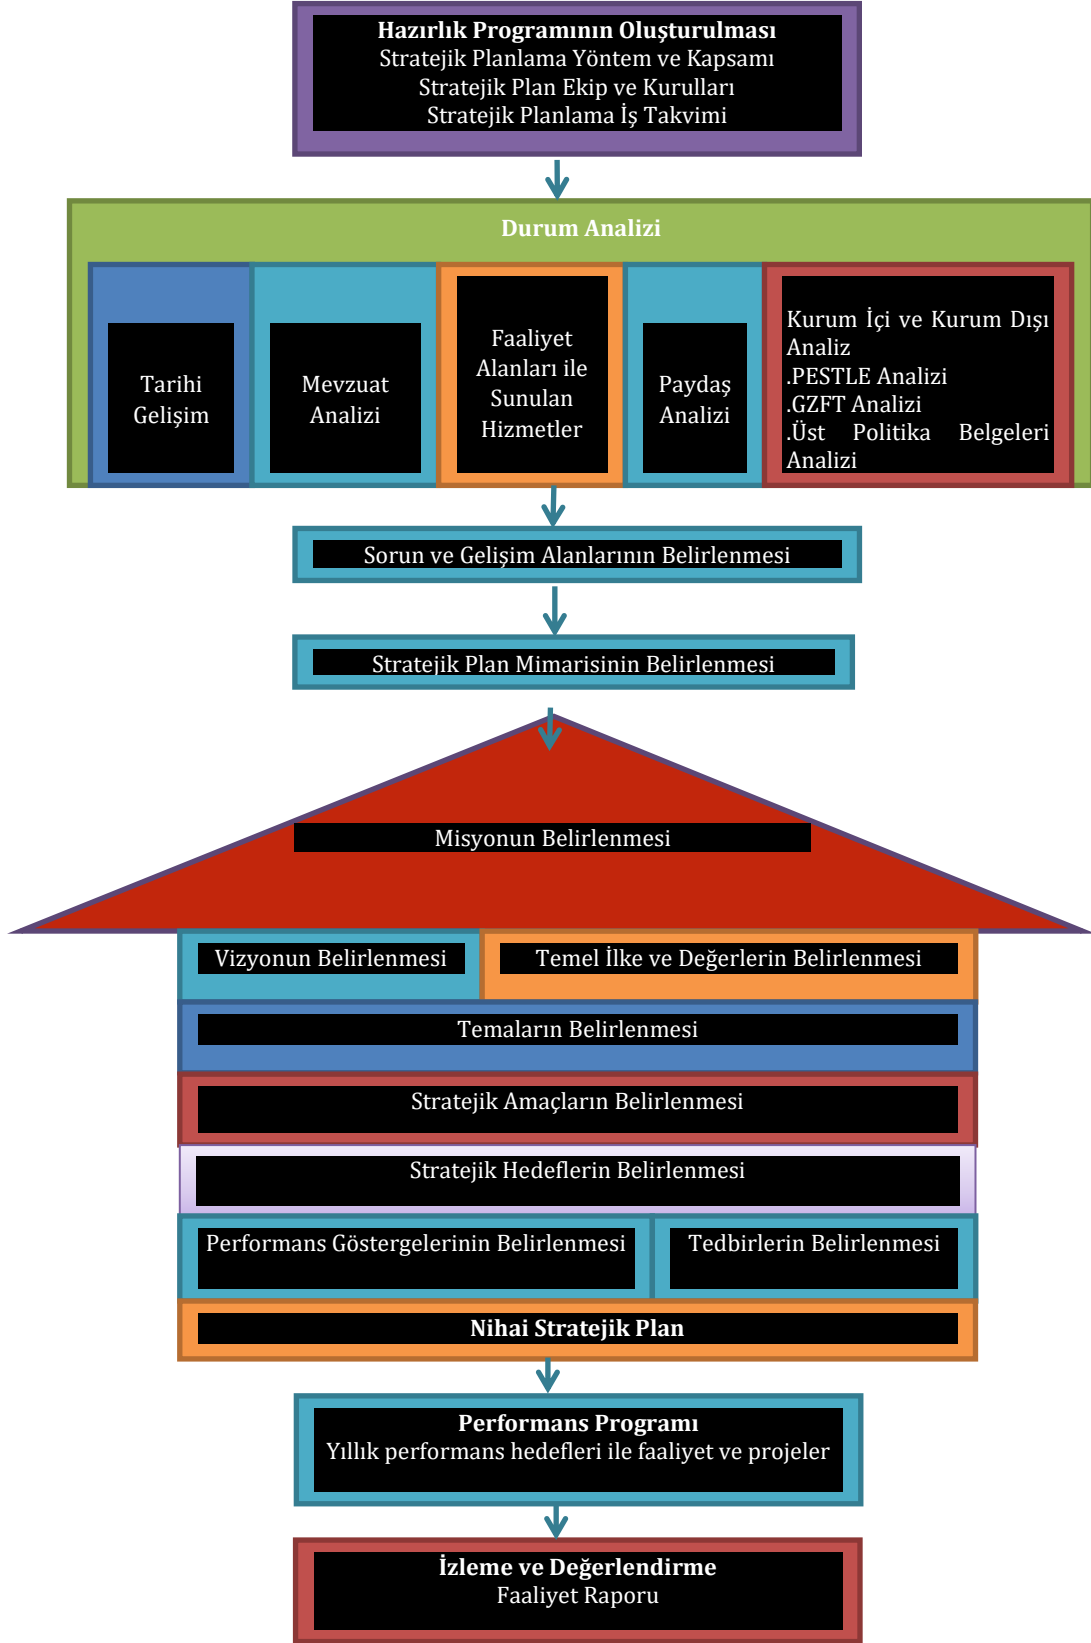 Hazırlık Programının Oluşturulması
Stratejik Planlama Yöntem ve Kapsamı
Stratejik Plan Ekip ve Kurulları
Stratejik Planlama İş Takvimi
Durum Analizi
Tarihi
Gelişim
Mevzuat
Analizi
Faaliyet
Alanları ile
Sunulan
Hizmetler
Paydaş
Analizi
Kurum İçi ve Kurum Dışı
Analiz
.PESTLE Analizi
.GZFT Analizi
.Üst Politika Belgeleri
Analizi
Sorun ve Gelişim Alanlarının Belirlenmesi
Stratejik Plan Mimarisinin Belirlenmesi
Misyonun Belirlenmesi
Vizyonun Belirlenmesi
Temel İlke ve Değerlerin Belirlenmesi
Temaların Belirlenmesi
Stratejik Amaçların Belirlenmesi
Stratejik Hedeflerin Belirlenmesi
Performans Göstergelerinin Belirlenmesi
Tedbirlerin Belirlenmesi
Nihai Stratejik Plan
Performans Programı
Yıllık performans hedefleri ile faaliyet ve projeler
İzleme ve Değerlendirme
Faaliyet Raporu